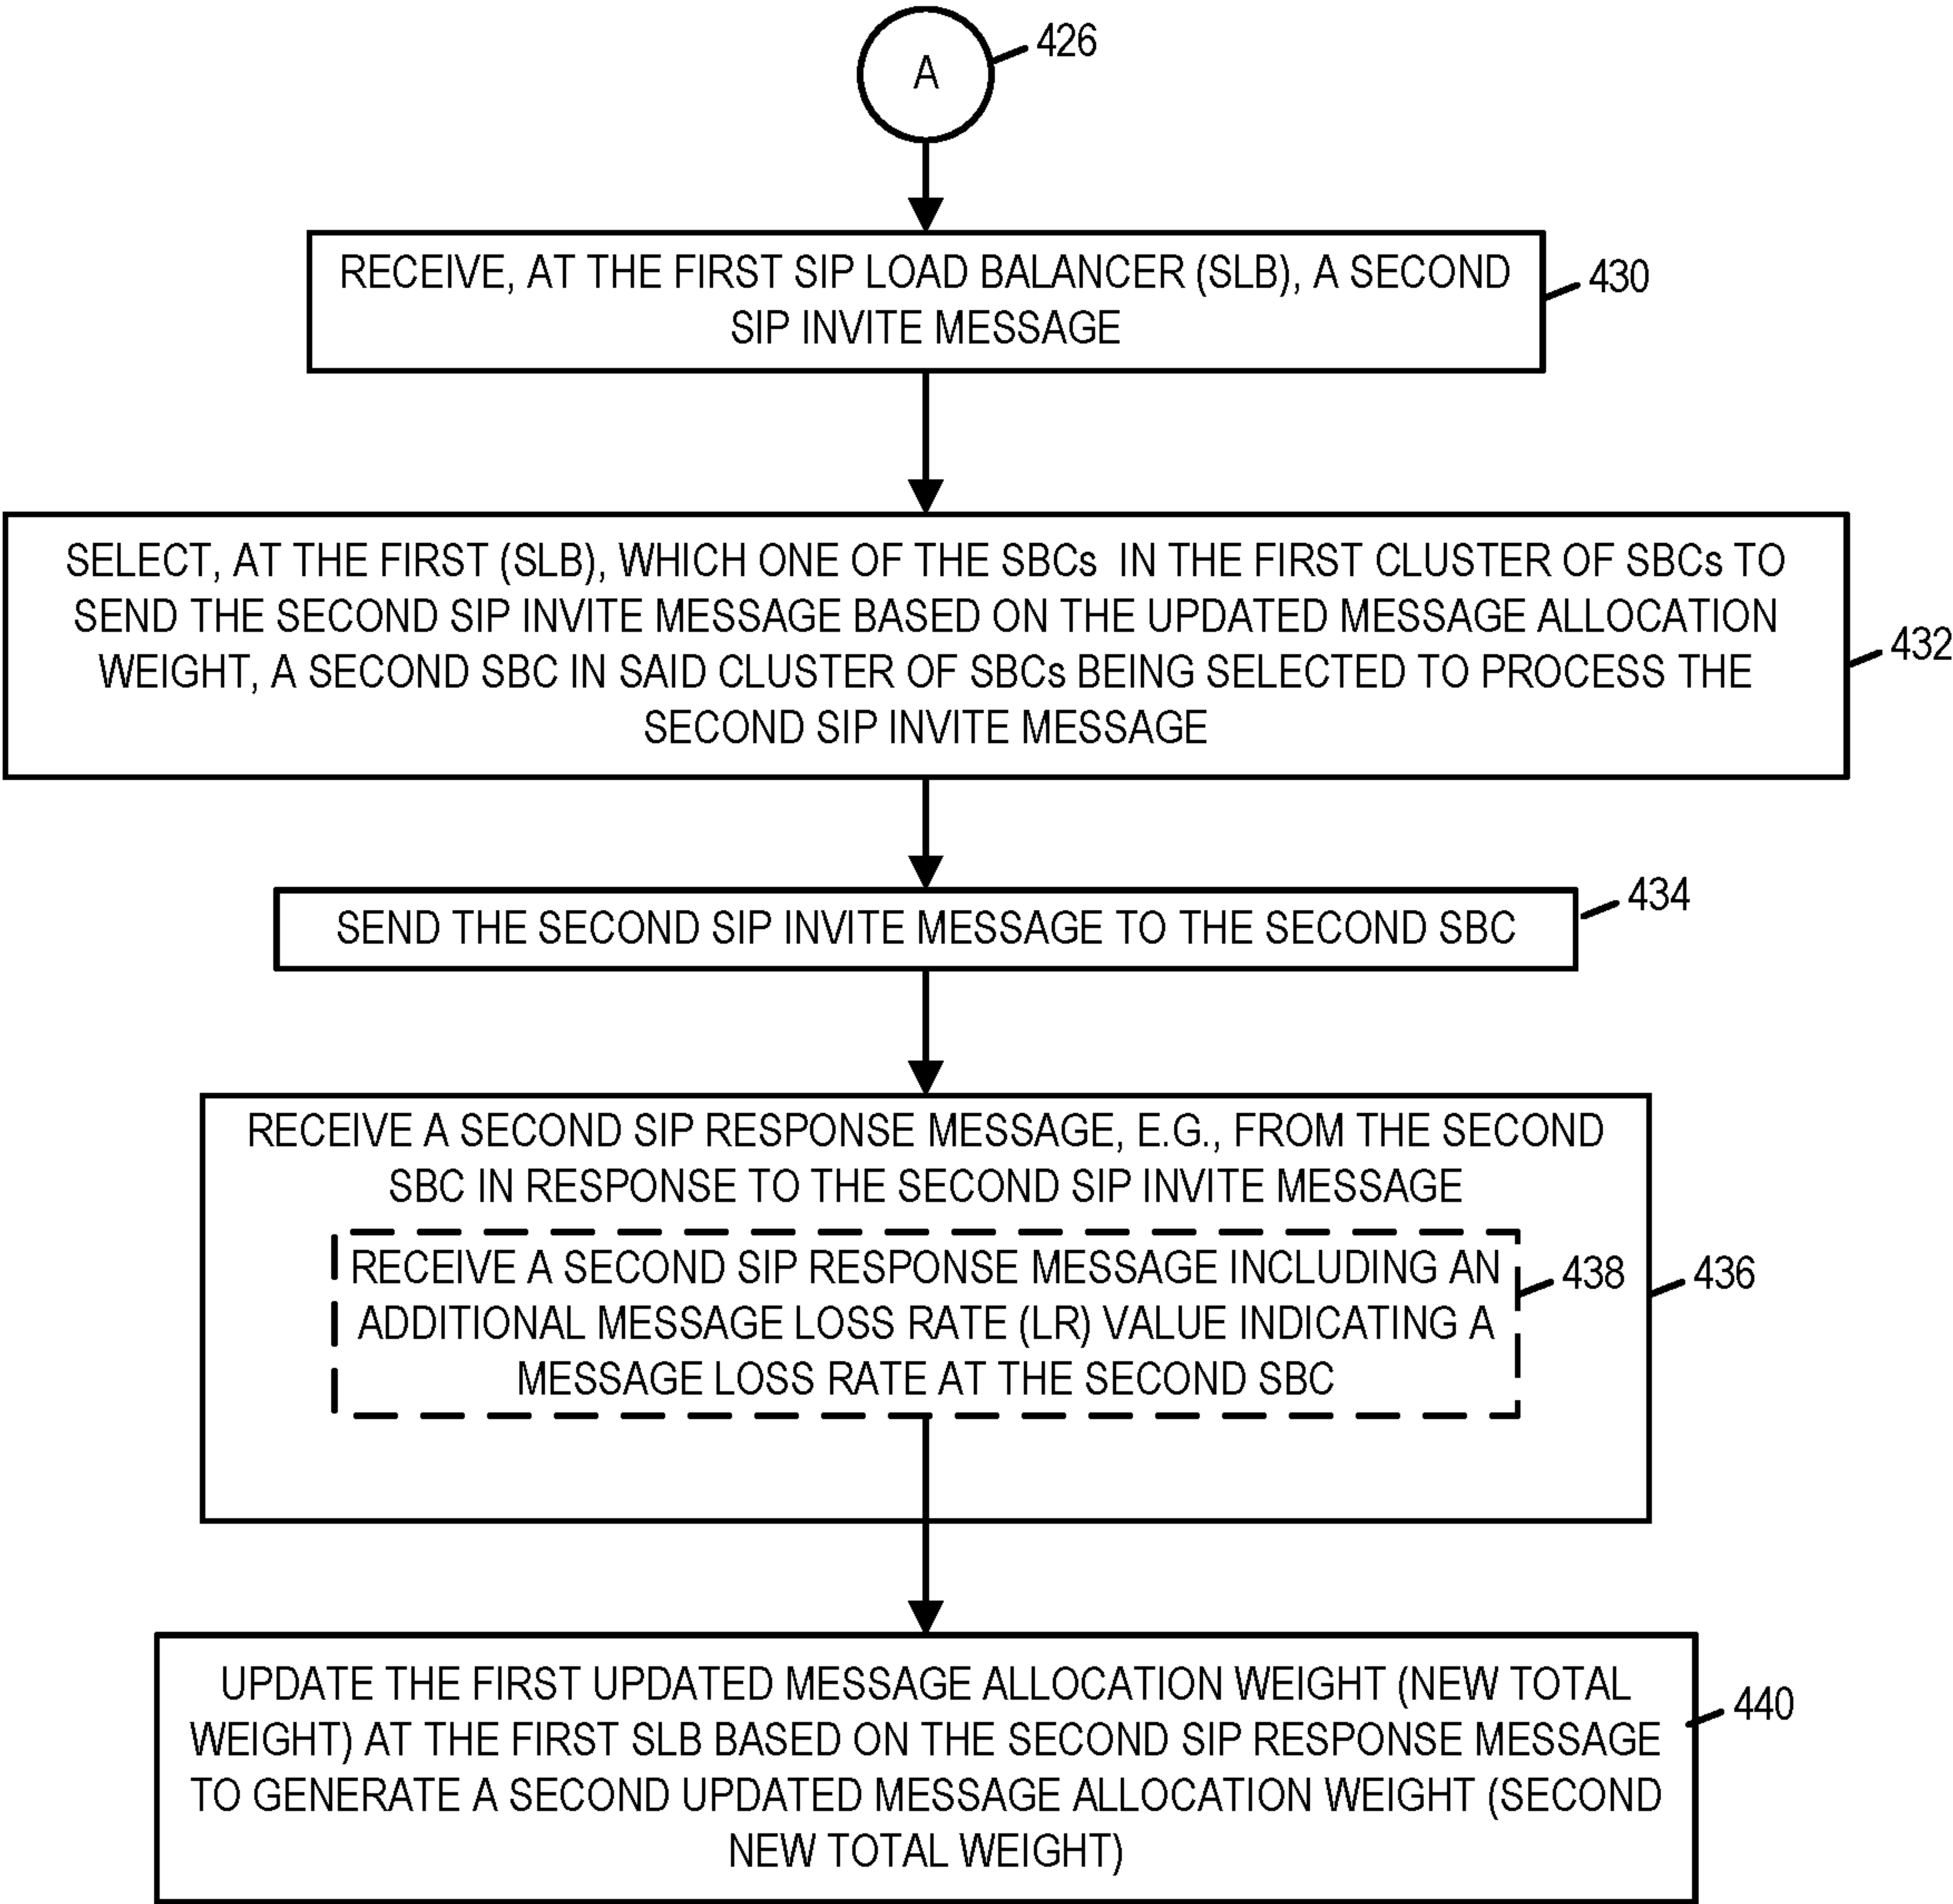 A
426
RECEIVE, AT THE FIRST SIP LOAD BALANCER (SLB), A SECOND
SIP INVITE MESSAGE
430
SELECT, AT THE FIRST (SLB), WHICH ONE OF THE SBCs IN THE FIRST CLUSTER OF SBCs TO
SEND THE SECOND SIP INVITE MESSAGE BASED ON THE UPDATED MESSAGE ALLOCATION
WEIGHT, A SECOND SBC IN SAID CLUSTER OF SBCs BEING SELECTED TO PROCESS THE
SECOND SIP INVITE MESSAGE
432
SEND THE SECOND SIP INVITE MESSAGE TO THE SECOND SBC
434
RECEIVE A SECOND SIP RESPONSE MESSAGE, E.G., FROM THE SECOND
SBC IN RESPONSE TO THE SECOND SIP INVITE MESSAGE
RECEIVE A SECOND SIP RESPONSE MESSAGE INCLUDING AN
ADDITIONAL MESSAGE LOSS RATE (LR) VALUE INDICATING A
MESSAGE LOSS RATE AT THE SECOND SBC
438
436
UPDATE THE FIRST UPDATED MESSAGE ALLOCATION WEIGHT (NEW TOTAL
WEIGHT) AT THE FIRST SLB BASED ON THE SECOND SIP RESPONSE MESSAGE
TO GENERATE A SECOND UPDATED MESSAGE ALLOCATION WEIGHT (SECOND
NEW TOTAL WEIGHT)
440